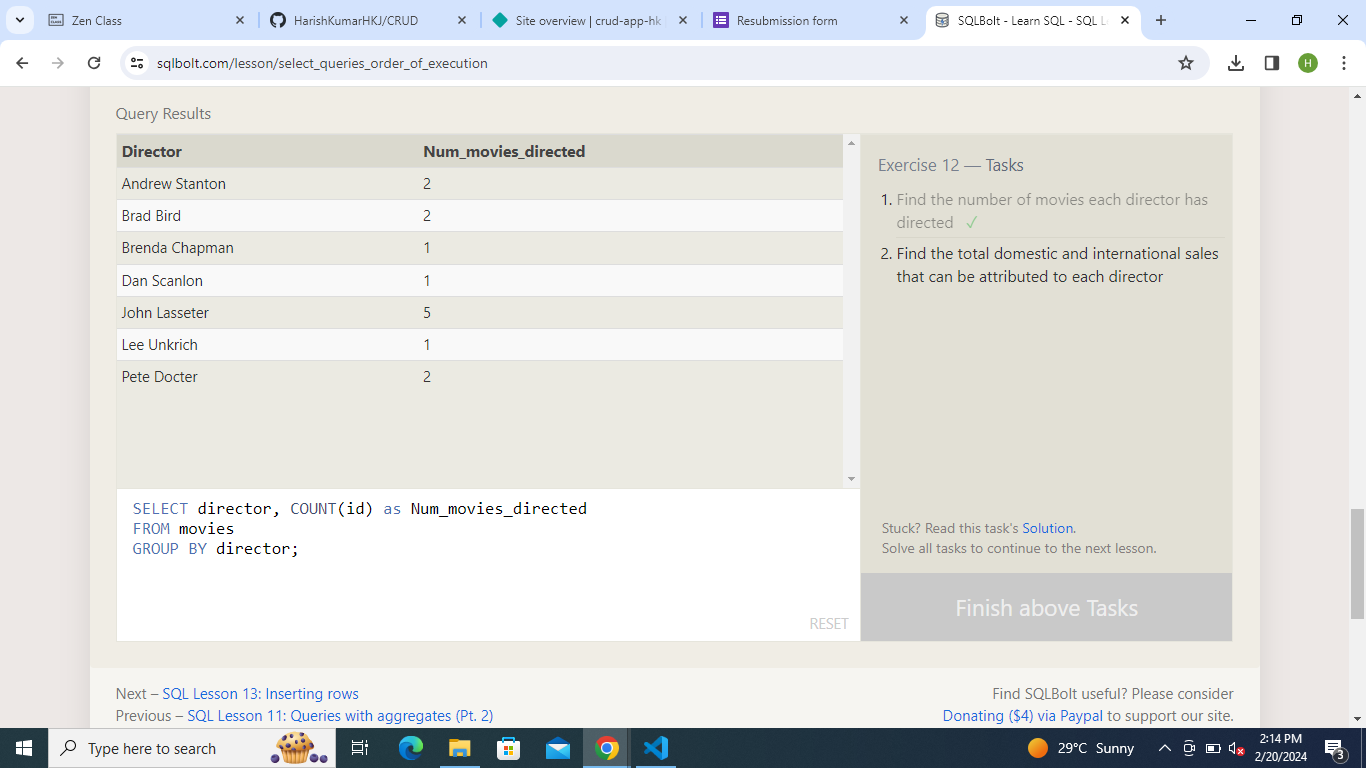 Zen Class
HarishKumarHKJ/CRUD
Site overview | crud-app-hk
Resubmission form
SQLBolt - Learn SQL - SQL Le
sqlbolt.com/lesson/select_queries_order_of_execution
H
Query Results
Director Num_movies_directed
Andrew Stanton 2
Brad Bird 2
Brenda Chapman 1
Dan Scanlon 1
John Lasseter 5
Lee Unkrich 1
Pete Docter 2
Exercise 12 — Tasks
1. Find the number of movies each director has
directed ✓
2. Find the total domestic and international sales
that can be attributed to each director
SELECT director, COUNT(id) as Num_movies_directed
FROM movies
GROUP BY director;
RESET
Stuck? Read this task's Solution.
Solve all tasks to continue to the next lesson.
Finish above Tasks
Next – SQL Lesson 13: Inserting rows
Previous – SQL Lesson 11: Queries with aggregates (Pt. 2)
Find SQLBolt useful? Please consider
Donating ($4) via Paypal to support our site.
Type here to search
29°C Sunny
2:14 PM
2/20/2024
3